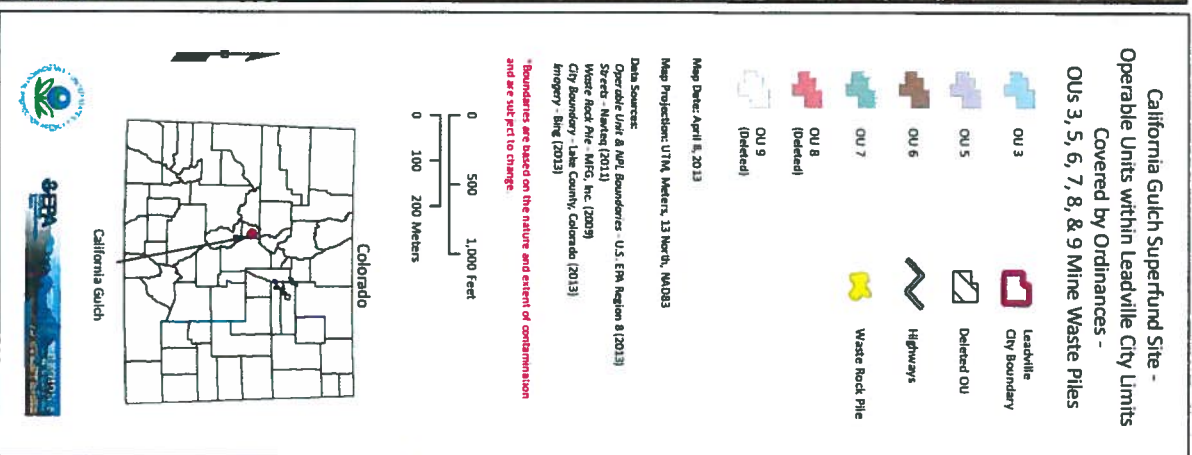 California Gulch Superfund Site -
Operable Units within Leadville City Limits
Covered by Ordinances -
OUs 3, 5, 6, 7, 8, & 9 Mine Waste Piles
OU 3
OU 5
OU 6
OU 7
OU 8
(Deleted)
OU 9
(Deleted)
Leadville
City Boundary
Deleted OU
Highways
Waste Rock Pile
Map Date: April 8, 2013
Map Projection: UTM, Meters, 13 North, NAD83
Data Sources:
Operable Unit & NPL Boundaries - U.S. EPA Region 8 (2013)
Streets - Navteq (2011)
Waste Rock Pile - MFG, Inc. (2009)
City Boundary - Lake County, Colorado (2013)
Imagery - Bing (2013)
*Boundaries are based on the nature and extent of contamination
and are subject to change.
0 500 1,000 Feet
0 100 200 Meters
Colorado
California Gulch
EPA